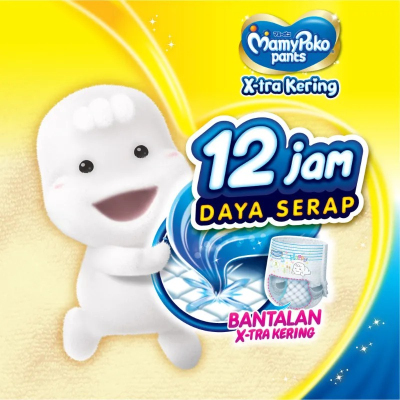 MamyPoko
pants
X-tra Kering
12 jam
DAYA SERAP
BANTALAN
X-TRA KERING